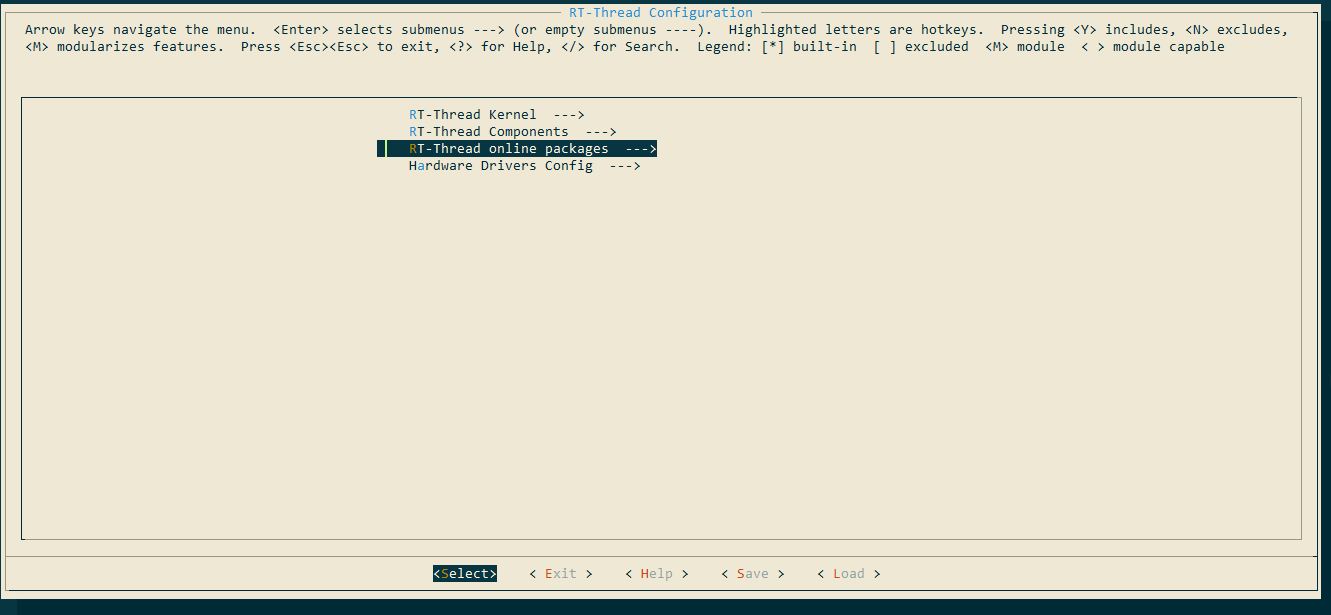 RT-Thread Configuration
Arrow keys navigate the menu.  <Enter> selects submenus ---> (or empty submenus ----).  Highlighted letters are hotkeys.  Pressing <Y> includes, <N> excludes,
<M> modularizes features.  Press <Esc><Esc> to exit, <?> for Help, </> for Search.  Legend: [*] built-in  [ ] excluded  <M> module  < > module capable
RT-Thread Kernel  --->
RT-Thread Components  --->
RT-Thread online packages  --->
Hardware Drivers Config  --->
<Select>    < Exit >    < Help >    < Save >    < Load >